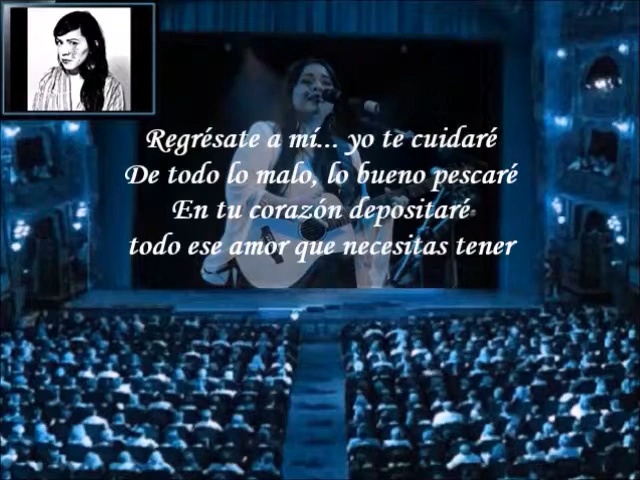 Regrésate a mí... yo te cuidaré
De todo lo malo, lo bueno pescaré
En tu corazón depositaré
todo ese amor que necesitas tener